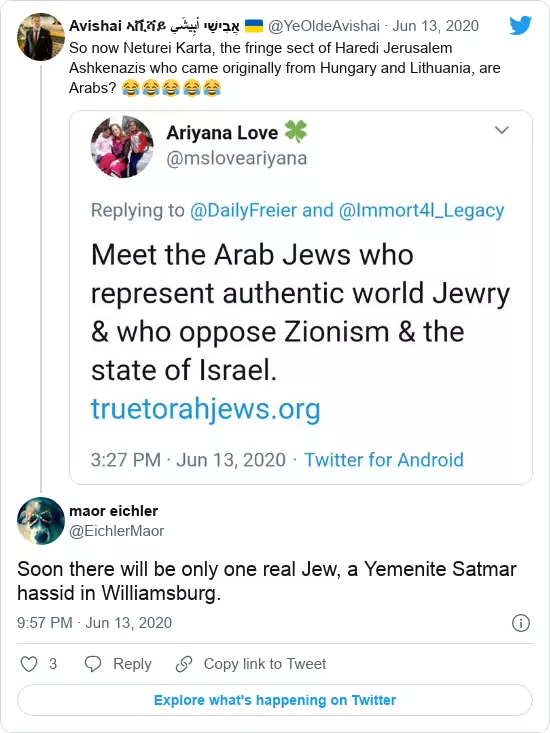 Avishai ኣቪሻይ אֲבִישַׁי أَبِيشَي 🇺🇦 @YeOldeAvishai · Jun 13, 2020
So now Neturei Karta, the fringe sect of Haredi Jerusalem
Ashkenazis who came originally from Hungary and Lithuania, are
Arabs? 😂😂😂😂😂
Ariyana Love 🍀
@msloveariyana
Replying to @DailyFreier and @Immort4l_Legacy
Meet the Arab Jews who
represent authentic world Jewry
& who oppose Zionism & the
state of Israel.
truetorahjews.org
3:27 PM · Jun 13, 2020 · Twitter for Android
maor eichler
@EichlerMaor
Soon there will be only one real Jew, a Yemenite Satmar
hassid in Williamsburg.
9:57 PM · Jun 13, 2020
3 Reply Copy link to Tweet
Explore what's happening on Twitter